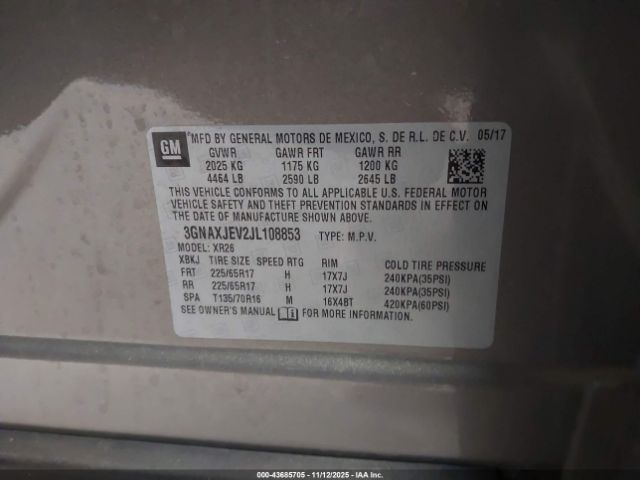 GM
*MFD BY GENERAL MOTORS DE MEXICO, S. DE R.L. DE C.V. 05/17
GVWR GAWR FRT GAWR RR
2025 KG 1175 KG 1200 KG
4464 LB 2590 LB 2645 LB
THIS VEHICLE CONFORMS TO ALL APPLICABLE U.S. FEDERAL MOTOR
VEHICLE SAFETY AND THEFT PREVENTION STANDARDS IN EFFECT ON
THE DATE OF MANUFACTURE SHOWN ABOVE.
3GNAXJEV2JL108853 TYPE: M.P.V.
MODEL: XR26
XBKJ TIRE SIZE SPEED RTG RIM COLD TIRE PRESSURE
FRT 225/65R17 H 17X7J 240KPA(35PSI)
RR 225/65R17 H 17X7J 240KPA(35PSI)
SPA T135/70R16 M 16X4BT 420KPA(60PSI)
SEE OWNER'S MANUAL FOR MORE INFORMATION
000-43685705 - 11/12/2025 - IAAI.COM